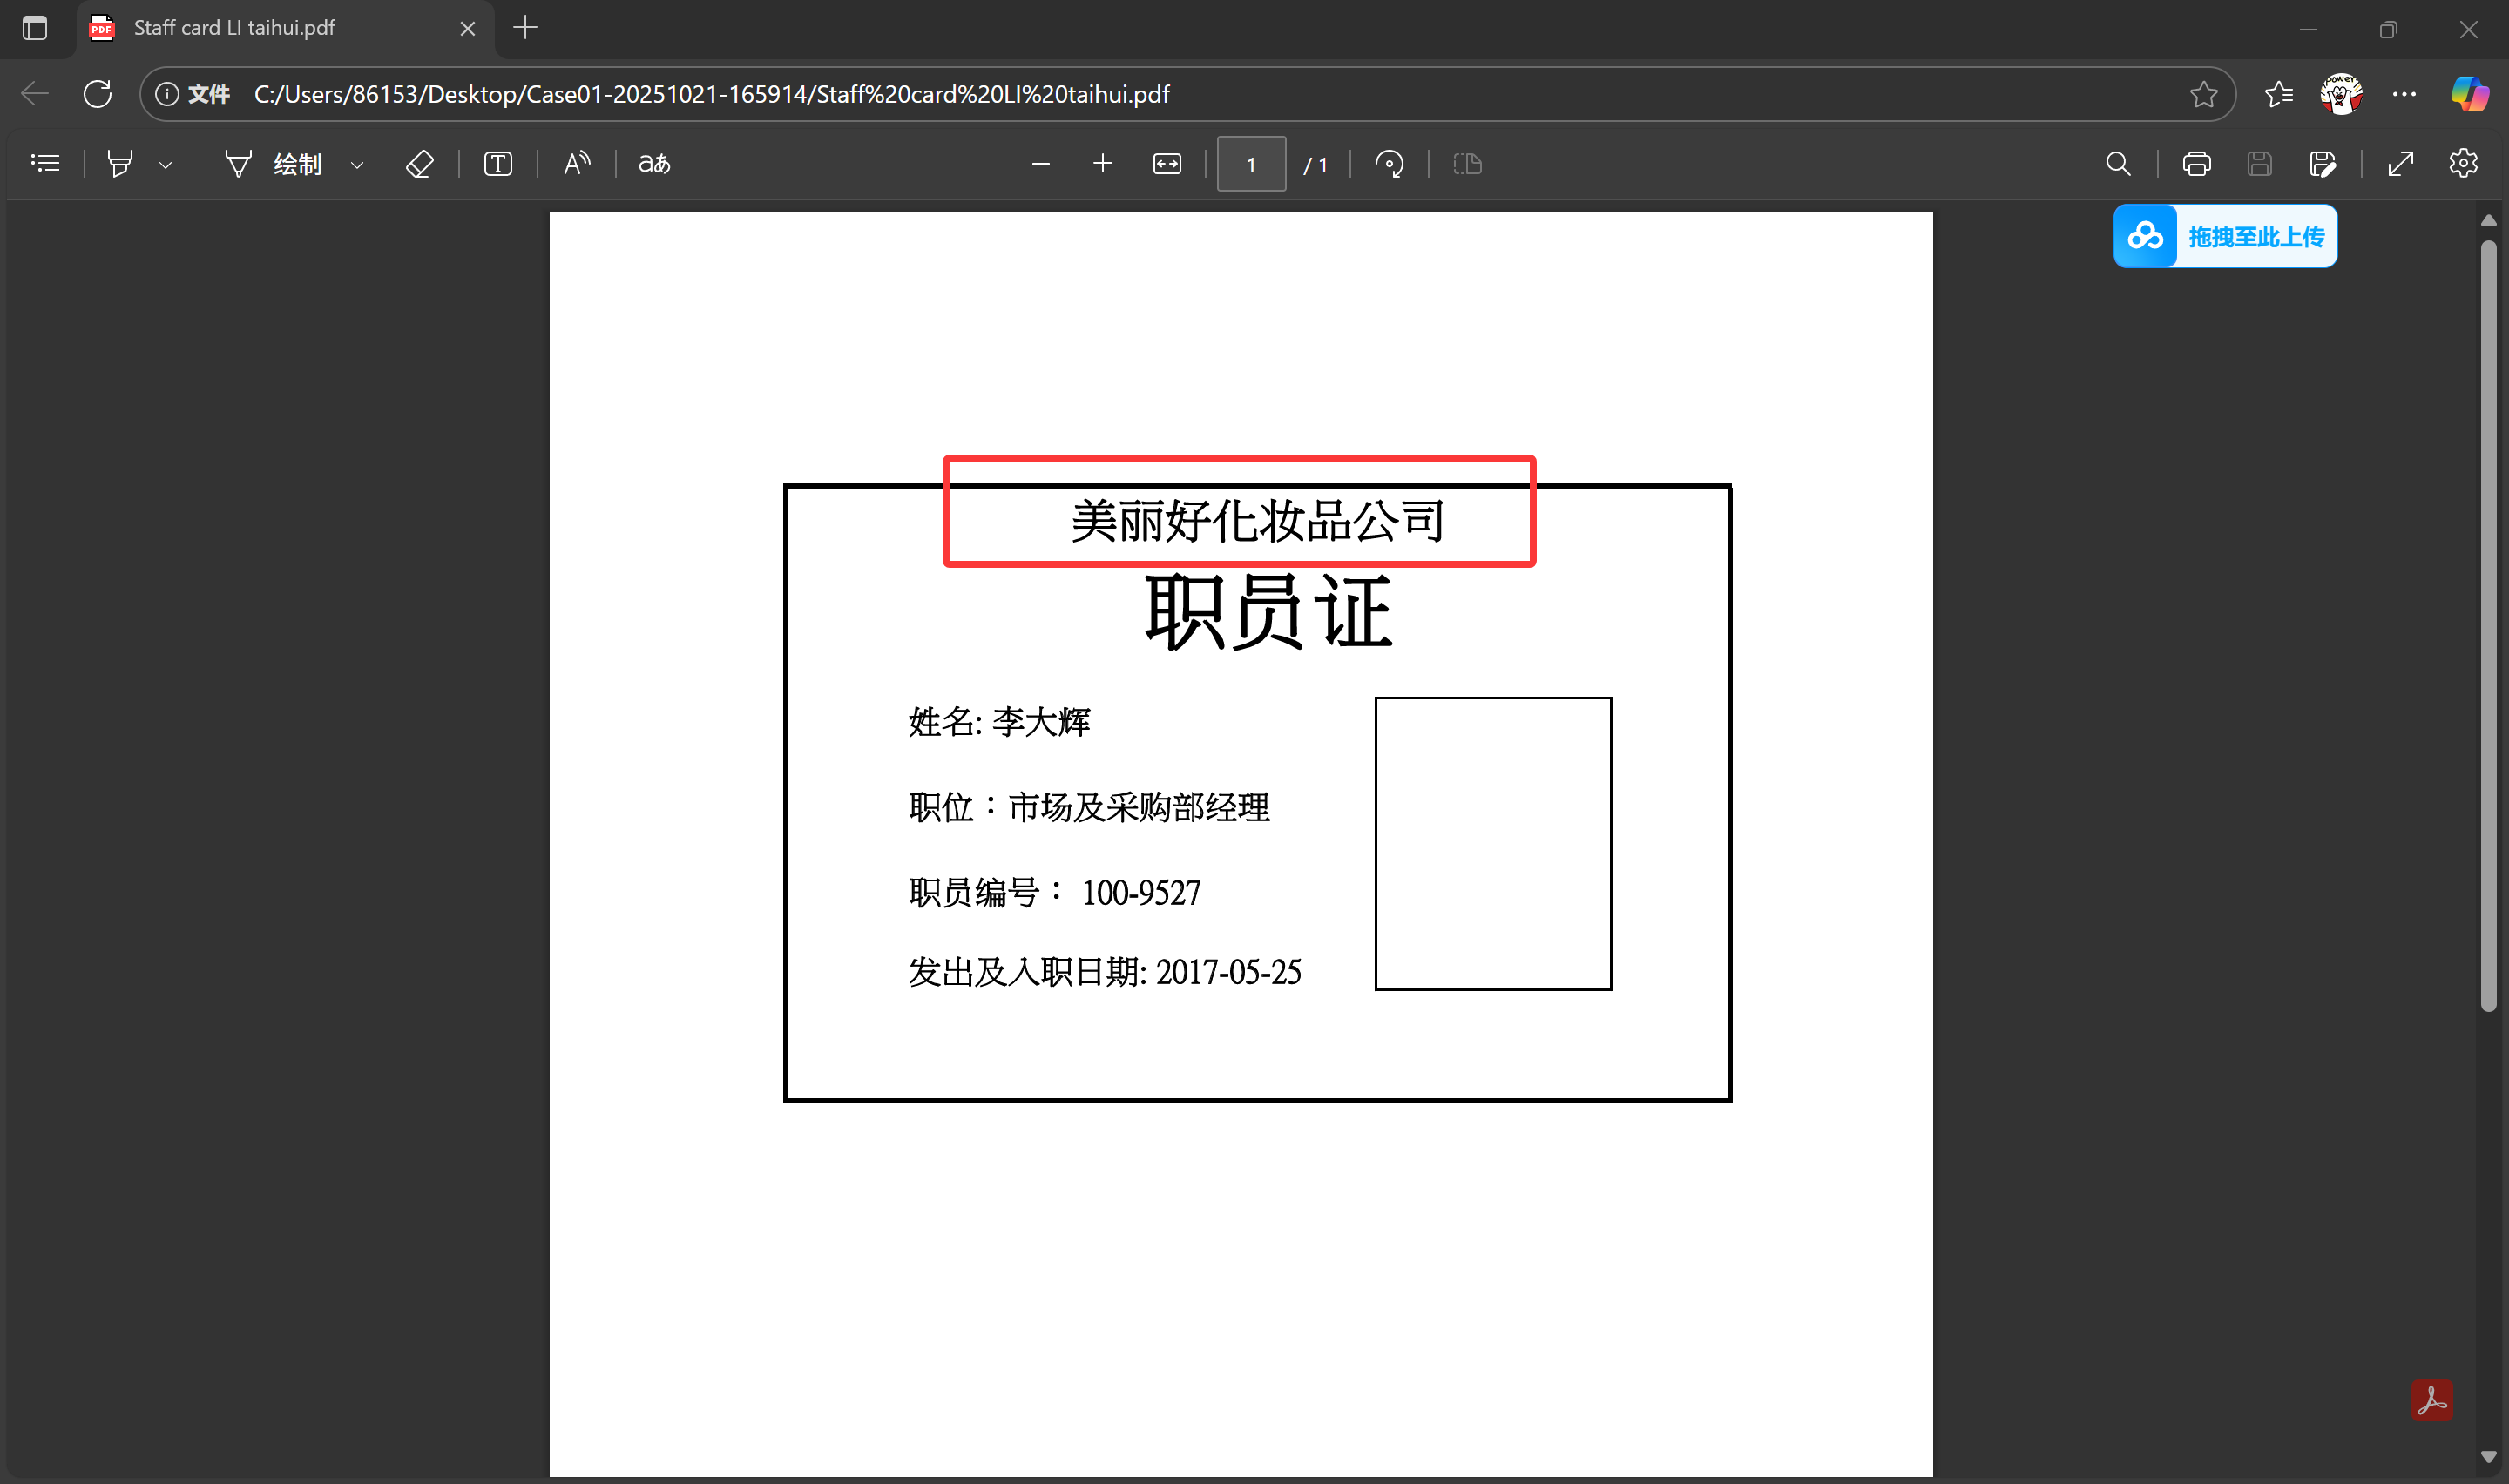 Staff card LI taihui.pdf
文件 C:/Users/86153/Desktop/Case01-20251021-165914/Staff%20card%20LI%20taihui.pdf
绘制
aあ
1 / 1
拖拽至此上传
美丽好化妆品公司
职员证
姓名: 李大辉
职位：市场及采购部经理
职员编号： 100-9527
发出及入职日期: 2017-05-25